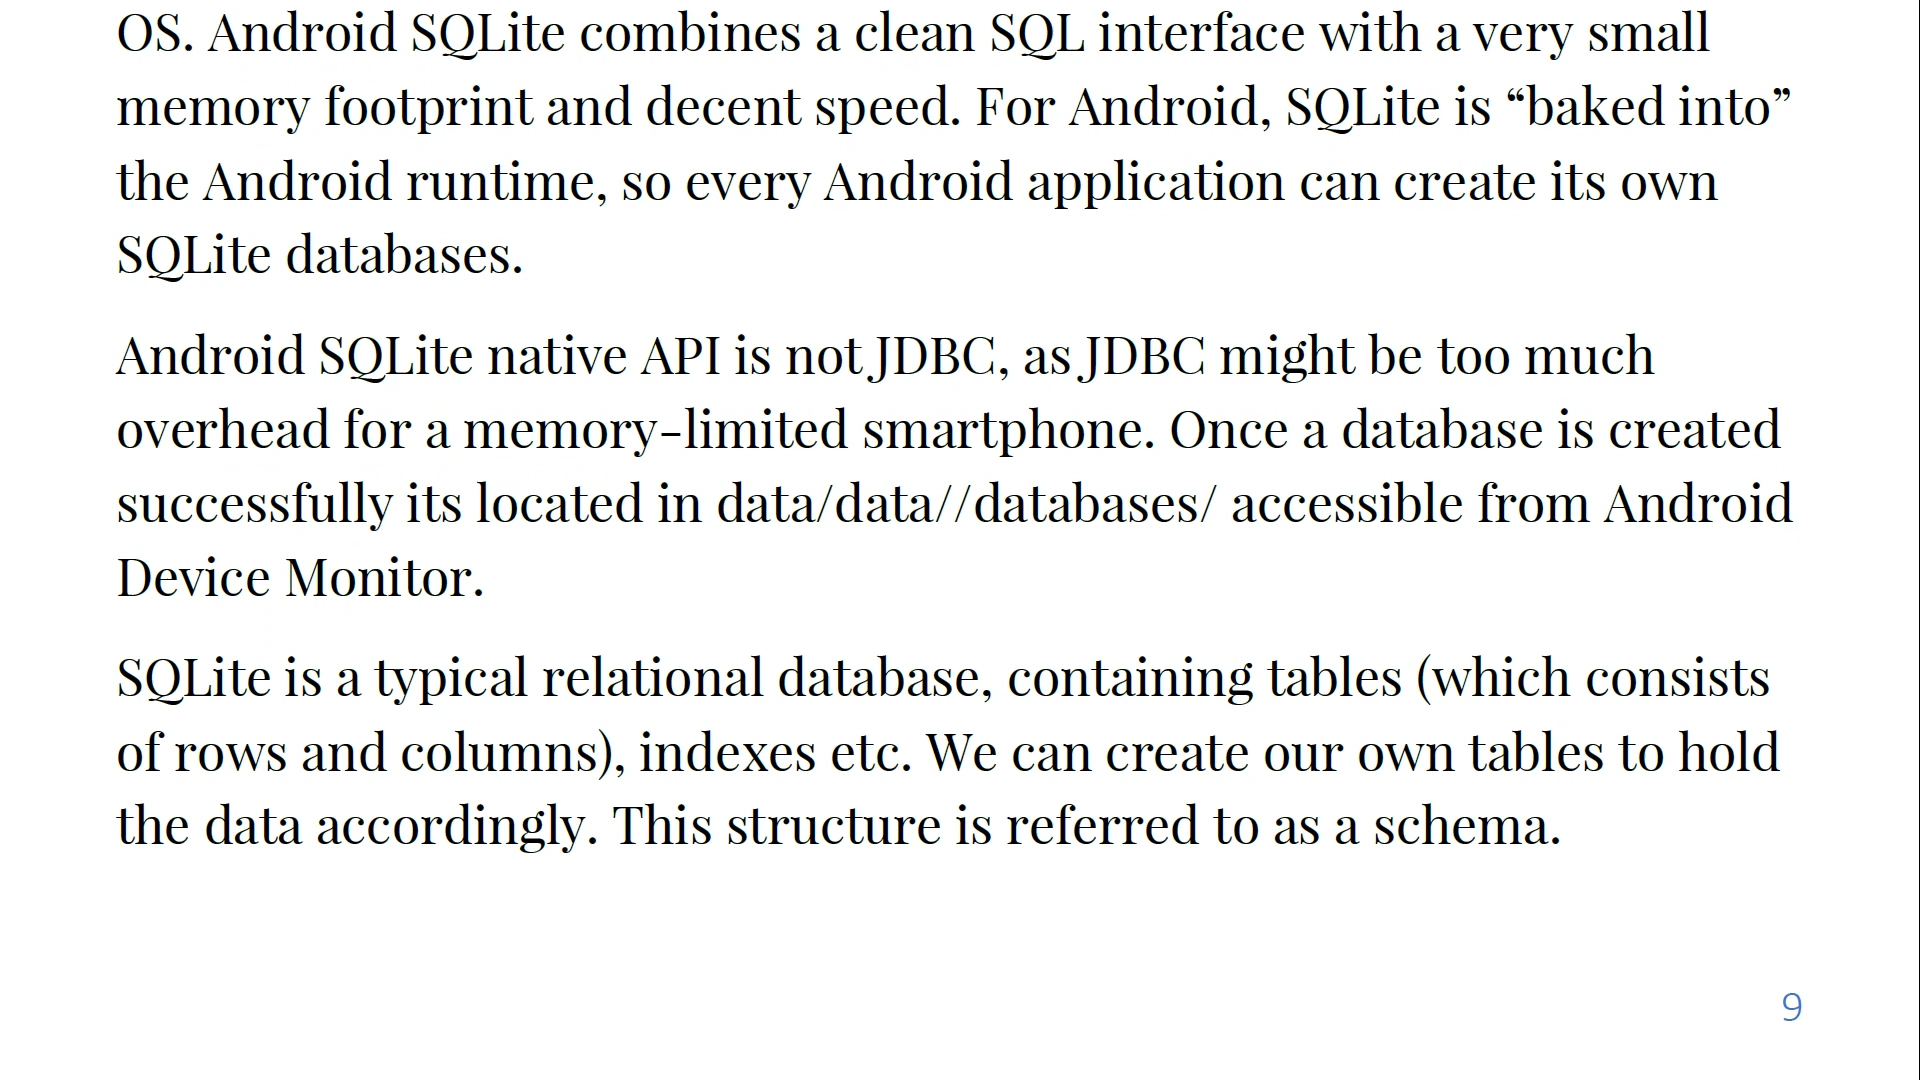 OS. Android SQLite combines a clean SQL interface with a very small
memory footprint and decent speed. For Android, SQLite is “baked into”
the Android runtime, so every Android application can create its own
SQLite databases.
Android SQLite native API is not JDBC, as JDBC might be too much
overhead for a memory-limited smartphone. Once a database is created
successfully its located in data/data//databases/ accessible from Android
Device Monitor.
SQLite is a typical relational database, containing tables (which consists
of rows and columns), indexes etc. We can create our own tables to hold
the data accordingly. This structure is referred to as a schema.
9